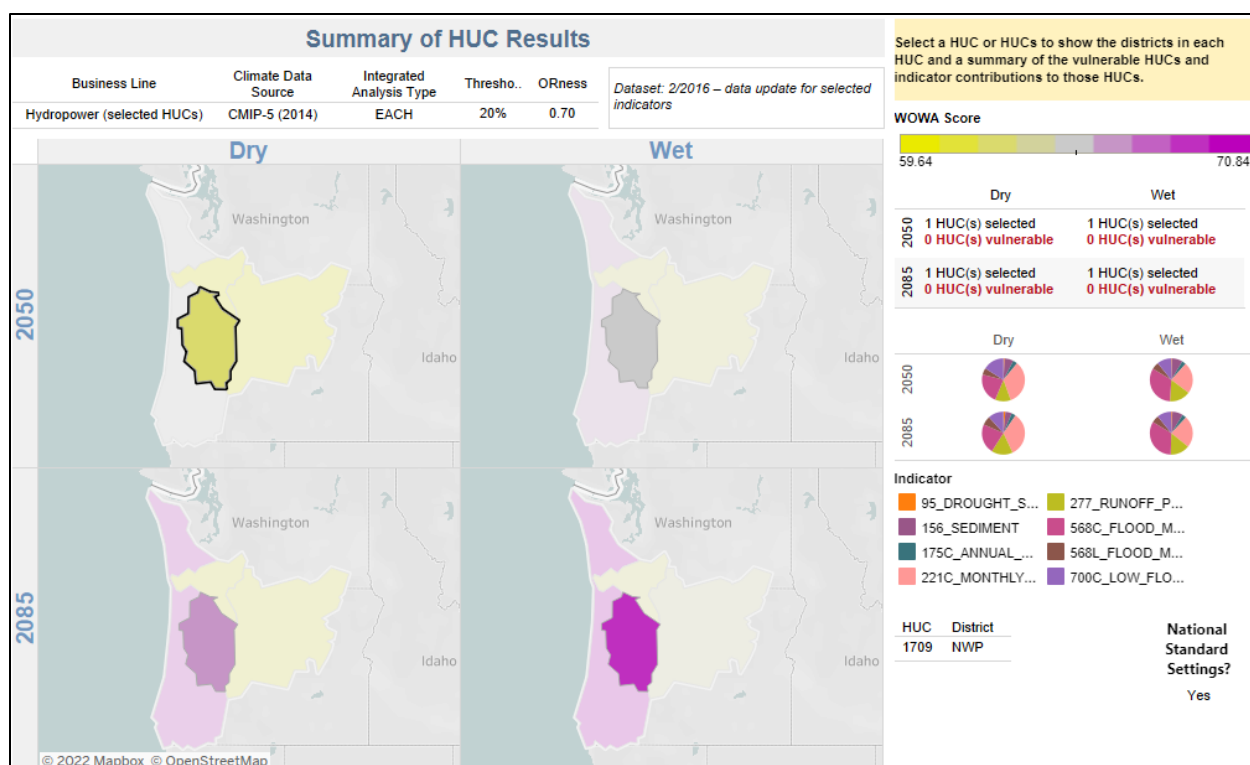 Summary of HUC Results
Business Line
Climate Data
Source
Integrated
Analysis Type
Thresho..
ORness
Hydropower (selected HUCs)
CMIP-5 (2014)
EACH
20%
0.70
Dataset: 2/2016 – data update for selected
indicators
Dry
Wet
2050
Washington
Idaho
Washington
Idaho
2085
Washington
Idaho
Washington
Idaho
© 2022 Mapbox © OpenStreetMap
Select a HUC or HUCs to show the districts in each
HUC and a summary of the vulnerable HUCs and
indicator contributions to those HUCs.
WOWA Score
59.64
70.84
Dry
Wet
2050
1 HUC(s) selected
0 HUC(s) vulnerable
1 HUC(s) selected
0 HUC(s) vulnerable
2085
1 HUC(s) selected
0 HUC(s) vulnerable
1 HUC(s) selected
0 HUC(s) vulnerable
Dry
Wet
2050
2085
Indicator
95_DROUGHT_S...
277_RUNOFF_P...
156_SEDIMENT
568C_FLOOD_M...
175C_ANNUAL_...
568L_FLOOD_M...
221C_MONTHLY...
700C_LOW_FLO...
HUC
District
1709
NWP
National
Standard
Settings?
Yes